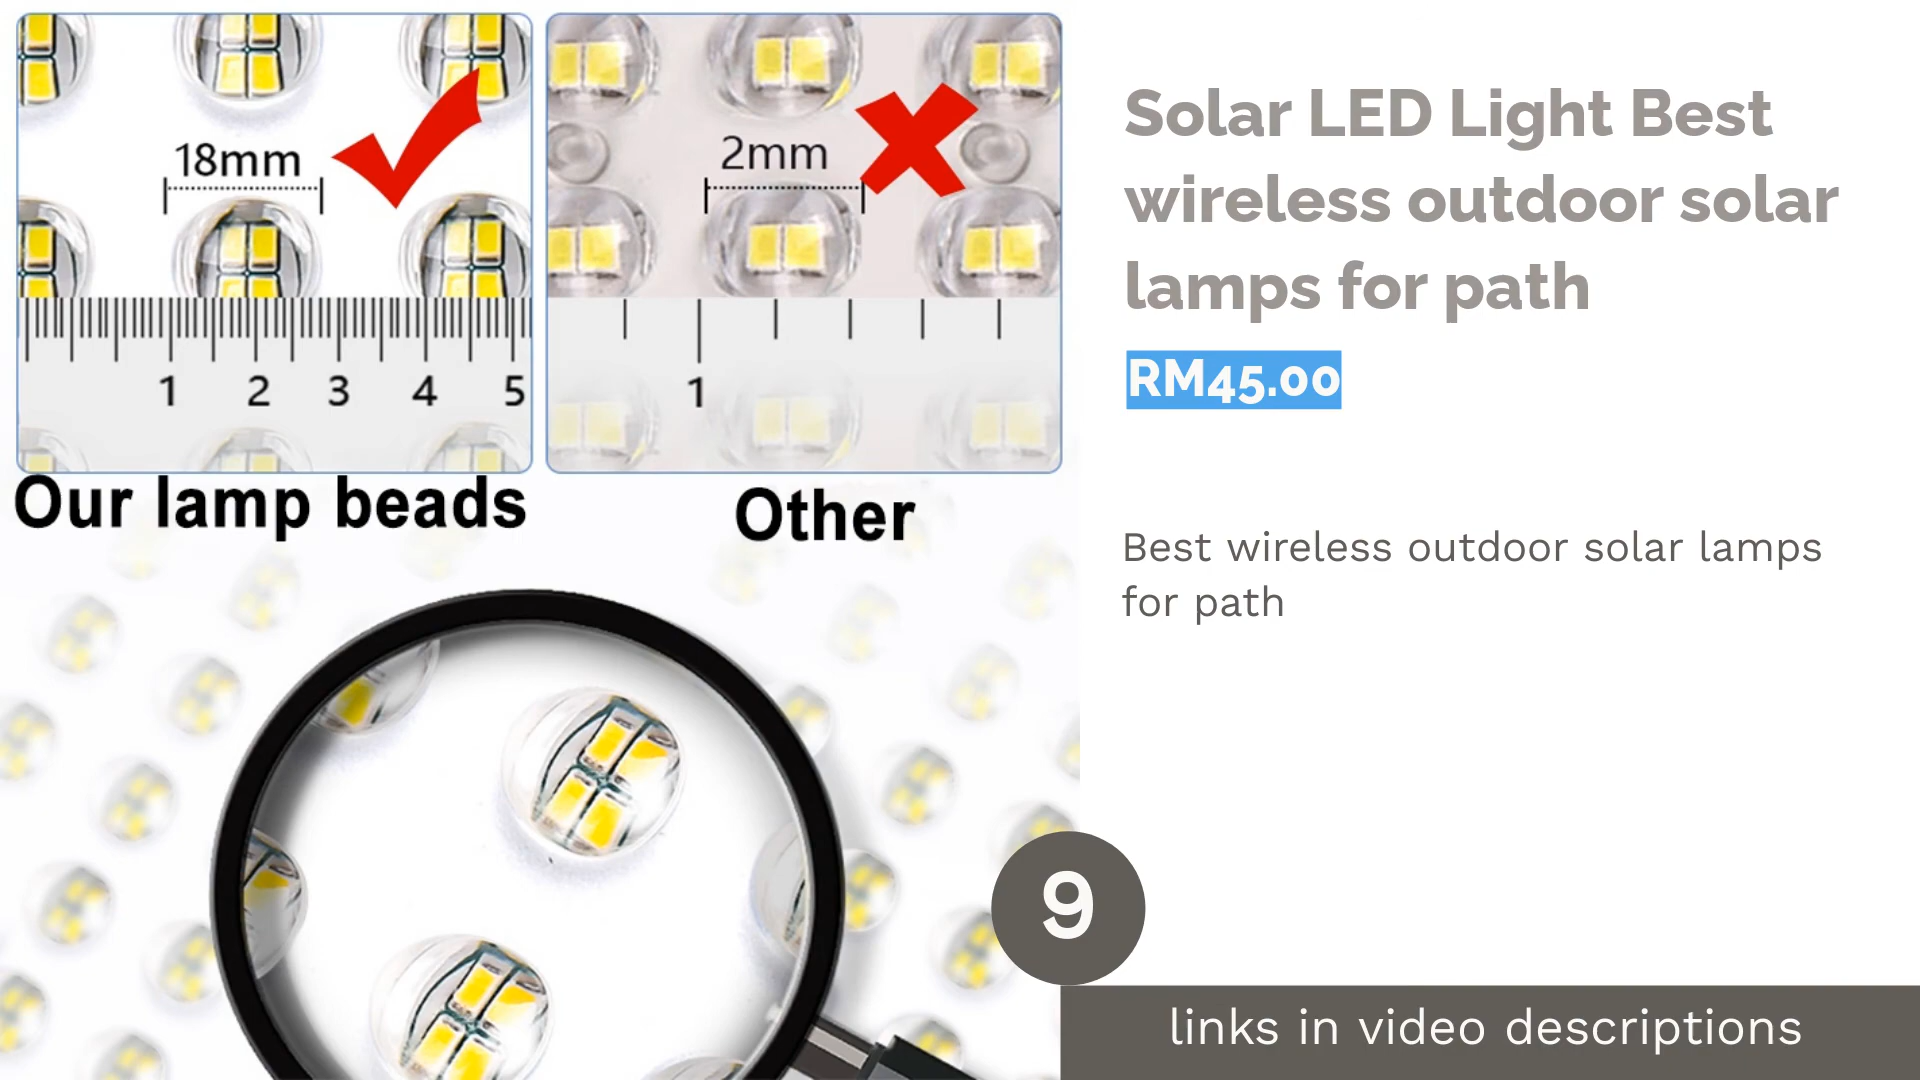 18mm
1 2 3 4 5
Our lamp beads
2mm
1
Other
Solar LED Light Best
wireless outdoor solar
lamps for path
RM45.00
Best wireless outdoor solar lamps
for path
9
links in video descriptions